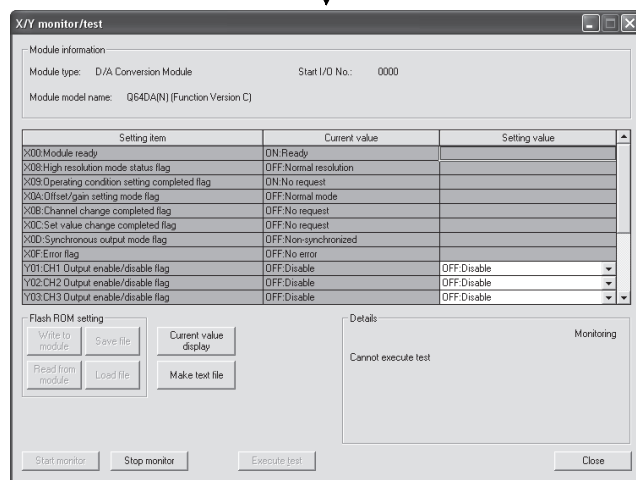 X/Y monitor/test
Module information
Module type: D/A Conversion Module Start I/O No.: 0000
Module model name: Q64DA(N) (Function Version C)
Setting item Current value Setting value
X00:Module ready ON:Ready
X08:High resolution mode status flag OFF:Normal resolution
X09:Operating condition setting completed flag ON:No request
X0A:Offset/gain setting mode flag OFF:Normal mode
X0B:Channel change completed flag OFF:No request
X0C:Set value change completed flag OFF:No request
X0D:Synchronous output mode flag OFF:Non-synchronized
X0F:Error flag OFF:No error
Y01:CH1 Output enable/disable flag OFF:Disable OFF:Disable
Y02:CH2 Output enable/disable flag OFF:Disable OFF:Disable
Y03:CH3 Output enable/disable flag OFF:Disable OFF:Disable
Flash ROM setting
Write to module
Save file
Current value display
Read from module
Load file
Make text file
Details
Monitoring
Cannot execute test
Start monitor
Stop monitor
Execute test
Close